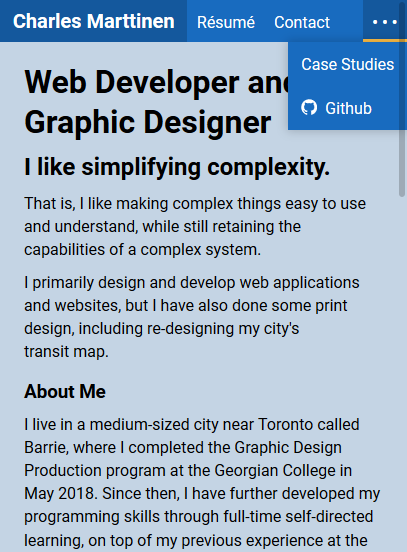 Charles Marttinen Résumé Contact •••
Case Studies
Github
Web Developer and
Graphic Designer
I like simplifying complexity.
That is, I like making complex things easy to use
and understand, while still retaining the
capabilities of a complex system.
I primarily design and develop web applications
and websites, but I have also done some print
design, including re-designing my city's
transit map.
About Me
I live in a medium-sized city near Toronto called
Barrie, where I completed the Graphic Design
Production program at the Georgian College in
May 2018. Since then, I have further developed my
programming skills through full-time self-directed
learning, on top of my previous experience at the